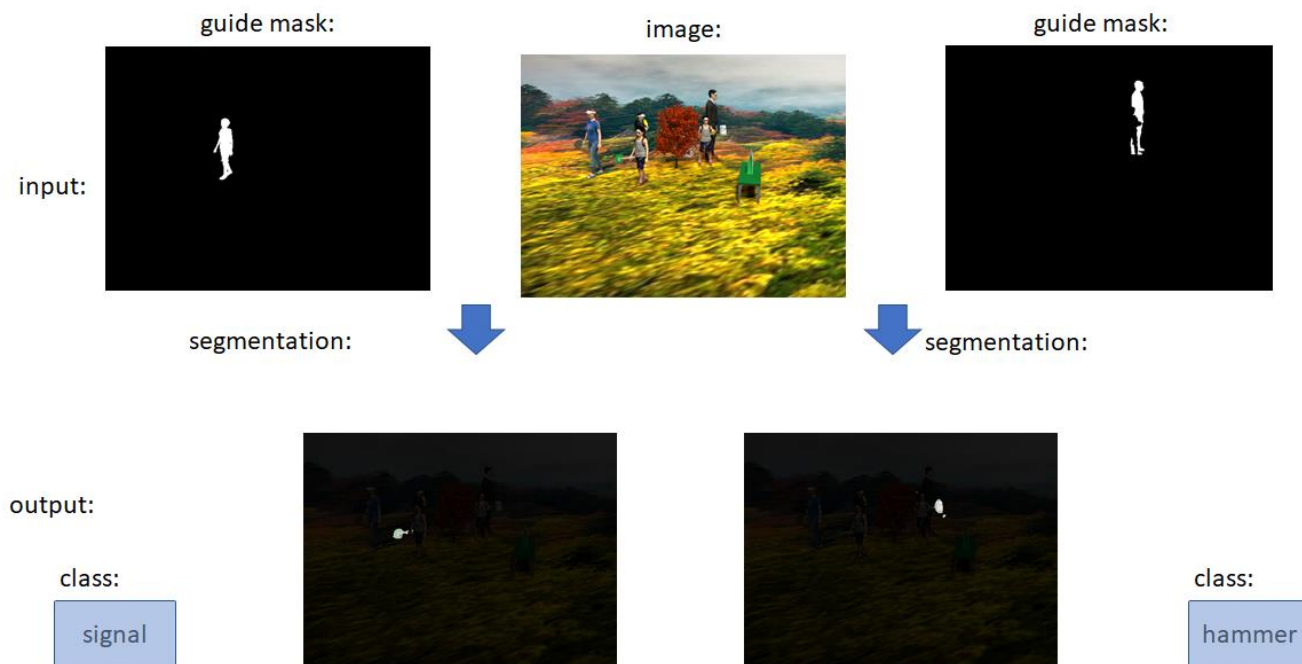 guide mask:
image:
guide mask:
input:
segmentation:
segmentation:
output:
class:
class:
signal
hammer